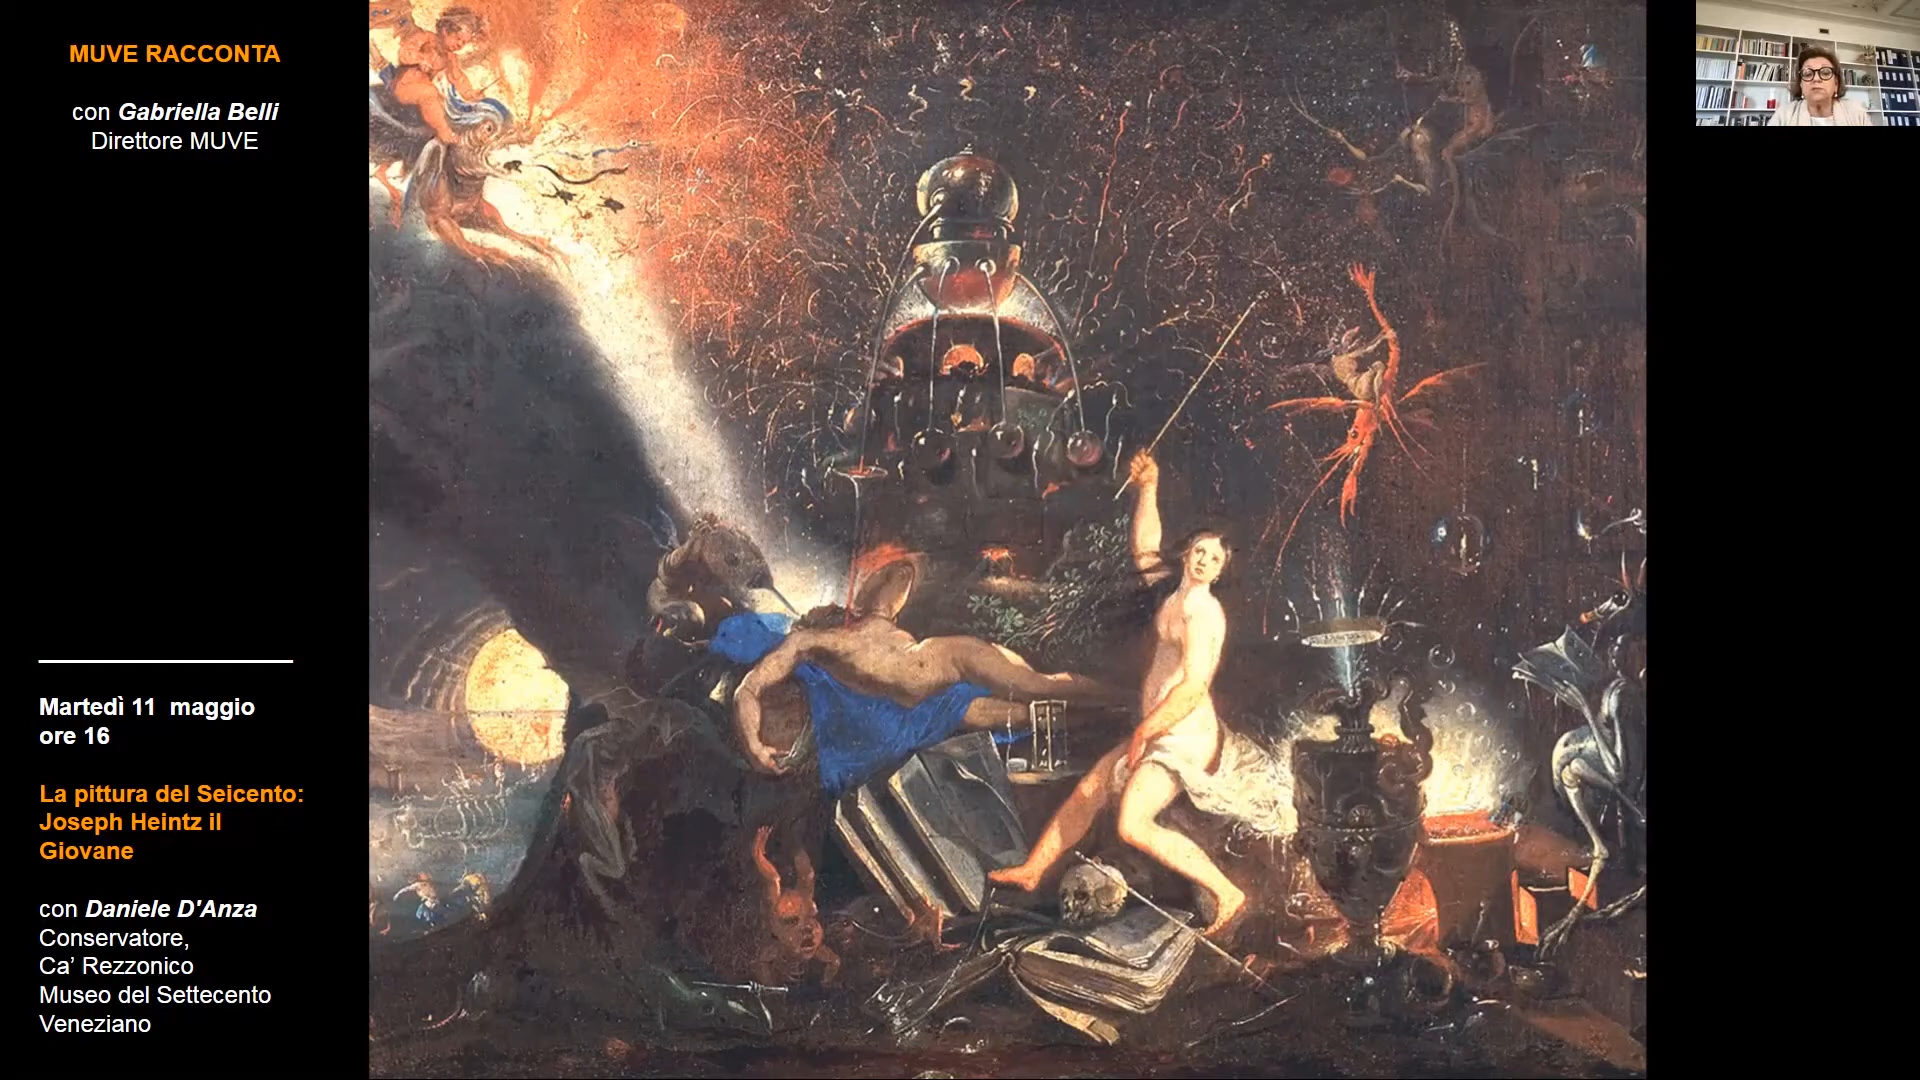 MUVE RACCONTA
con Gabriella Belli
Direttore MUVE
Martedì 11 maggio
ore 16
La pittura del Seicento:
Joseph Heintz il
Giovane
con Daniele D'Anza
Conservatore,
Ca’ Rezzonico
Museo del Settecento
Veneziano